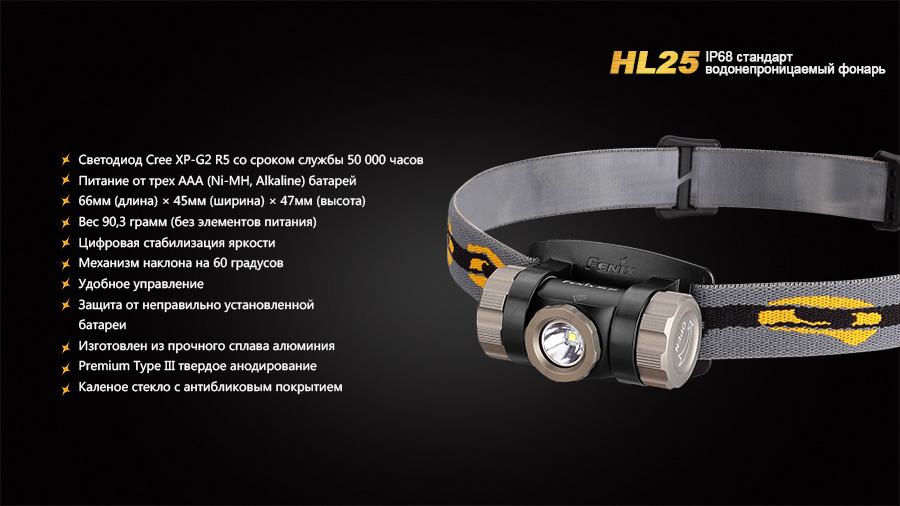 HL25
IP68 стандарт
водонепроницаемый фонарь
Светодиод Cree XP-G2 R5 со сроком службы 50 000 часов
Питание от трех AAA (Ni-MH, Alkaline) батарей
66мм (длина) × 45мм (ширина) × 47мм (высота)
Вес 90,3 грамм (без элементов питания)
Цифровая стабилизация яркости
Механизм наклона на 60 градусов
Удобное управление
Защита от неправильно установленной
батареи
Изготовлен из прочного сплава алюминия
Premium Type III твердое анодирование
Каленое стекло с антибликовым покрытием
FENIX
OPEN